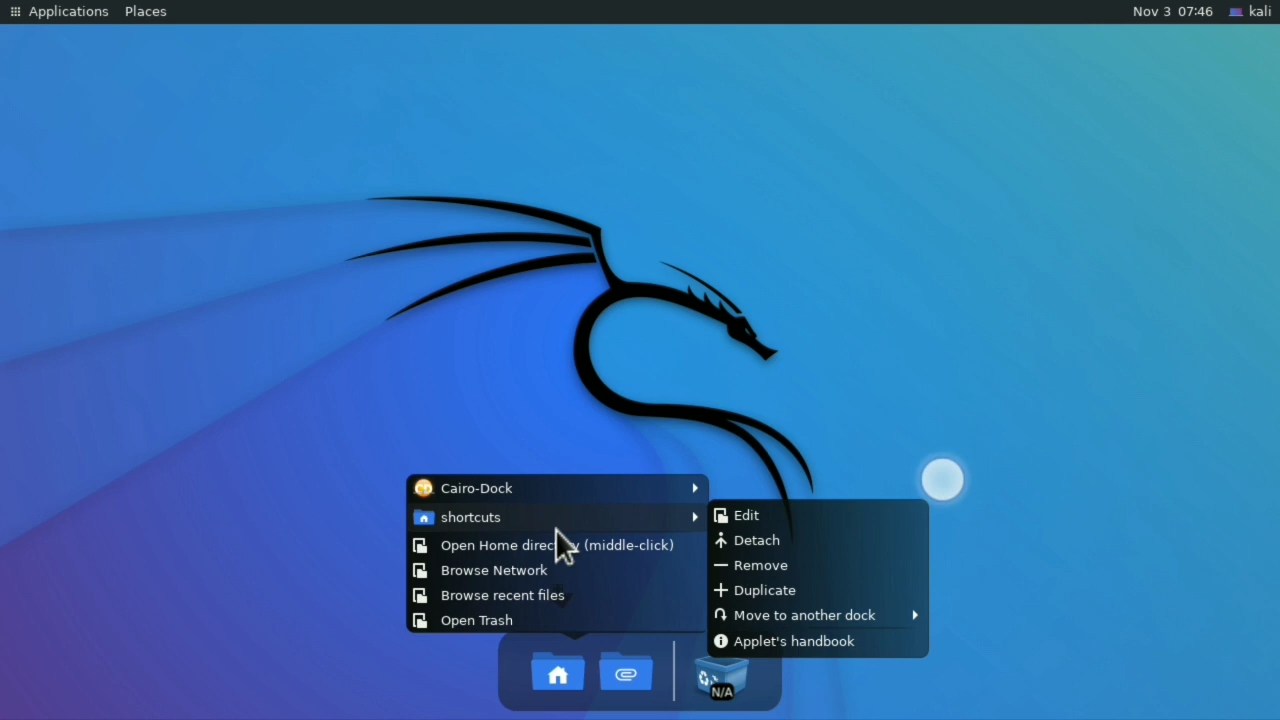 Applications Places Nov 3 07:46 kali
Cairo-Dock
shortcuts
Open Home directory (middle-click)
Browse Network
Browse recent files
Open Trash
Edit
Detach
Remove
Duplicate
Move to another dock
Applet's handbook
N/A